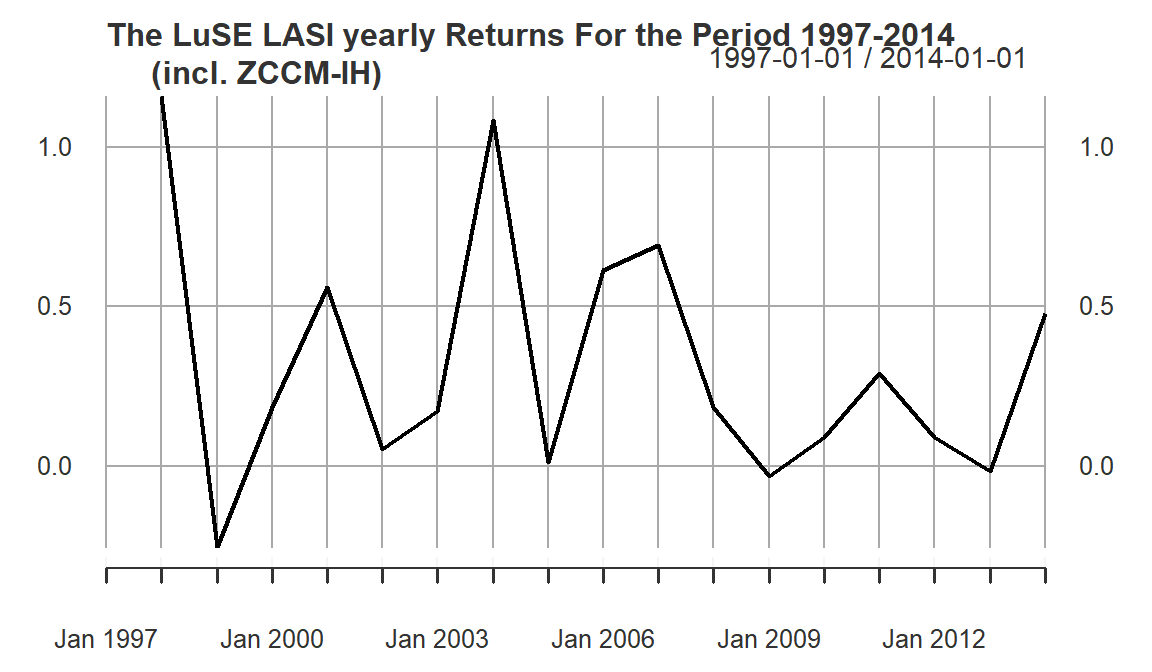 The LuSE LASI yearly Returns For the Period 1997-2014
(incl. ZCCM-IH)
1997-01-01 / 2014-01-01
1.0
1.0
0.5
0.5
0.0
0.0
Jan 1997
Jan 2000
Jan 2003
Jan 2006
Jan 2009
Jan 2012